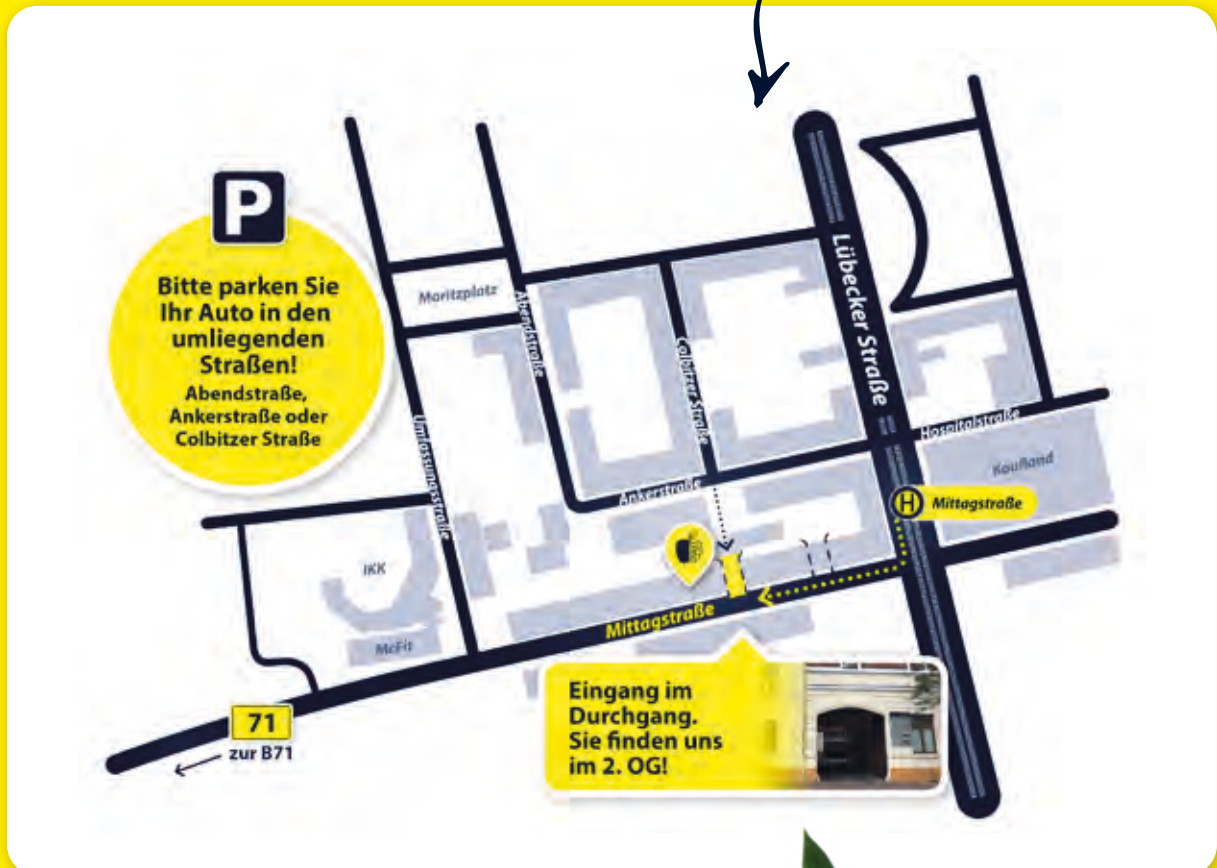 P
Bitte parken Sie
Ihr Auto in den
umliegenden
Straßen!
Abendstraße,
Ankerstraße oder
Colbitzer Straße
Moritzplatz
Abendstraße
Colbitzer Straße
Lübecker Straße
Umfassungsstraße
Hospitalstraße
Kaufland
Ankerstraße
H Mittagstraße
IKK
McFit
Mittagstraße
71
zur B71
Eingang im
Durchgang.
Sie finden uns
im 2. OG!